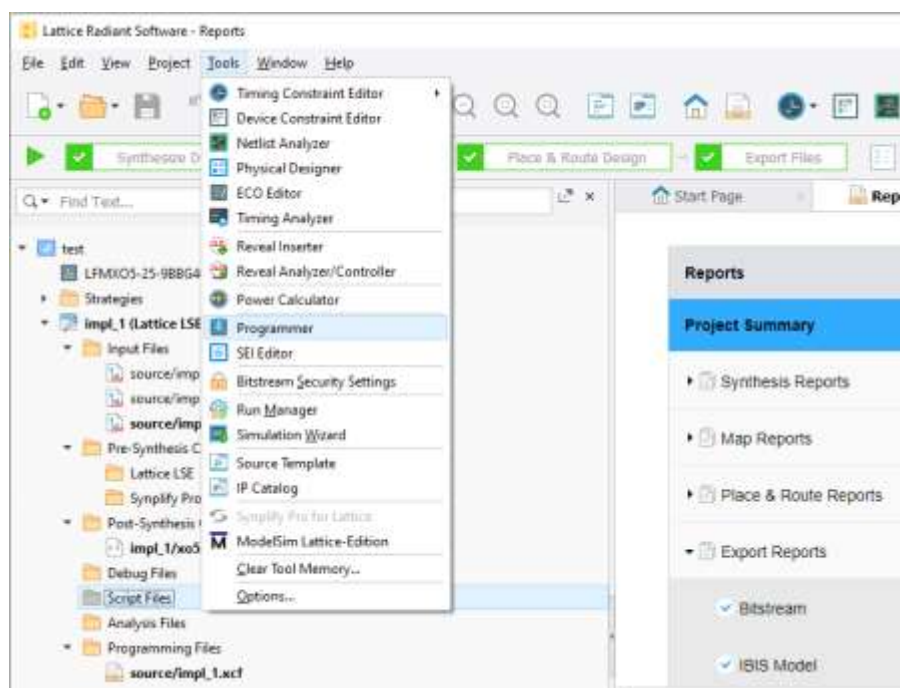 Lattice Radiant Software - Reports
File Edit View Project Tools Window Help
Synthesize D
Place & Route Design
Export Files
Find Text...
Start Page
Rep
test
LFMXO5-25-9BBG4
Strategies
impl_1 (Lattice LSE
Input Files
source/imp
source/imp
source/imp
Pre-Synthesis C
Lattice LSE
Synplify Pro
Post-Synthesis
impl_1/xo5
Debug Files
Script Files
Analysis Files
Programming Files
source/impl_1.xcf
Timing Constraint Editor
Device Constraint Editor
Netlist Analyzer
Physical Designer
ECO Editor
Timing Analyzer
Reveal Inserter
Reveal Analyzer/Controller
Power Calculator
Programmer
SEI Editor
Bitstream Security Settings
Run Manager
Simulation Wizard
Source Template
IP Catalog
Synplify Pro for Lattice
ModelSim Lattice-Edition
Clear Tool Memory...
Options...
Reports
Project Summary
Synthesis Reports
Map Reports
Place & Route Reports
Export Reports
Bitstream
IBIS Model